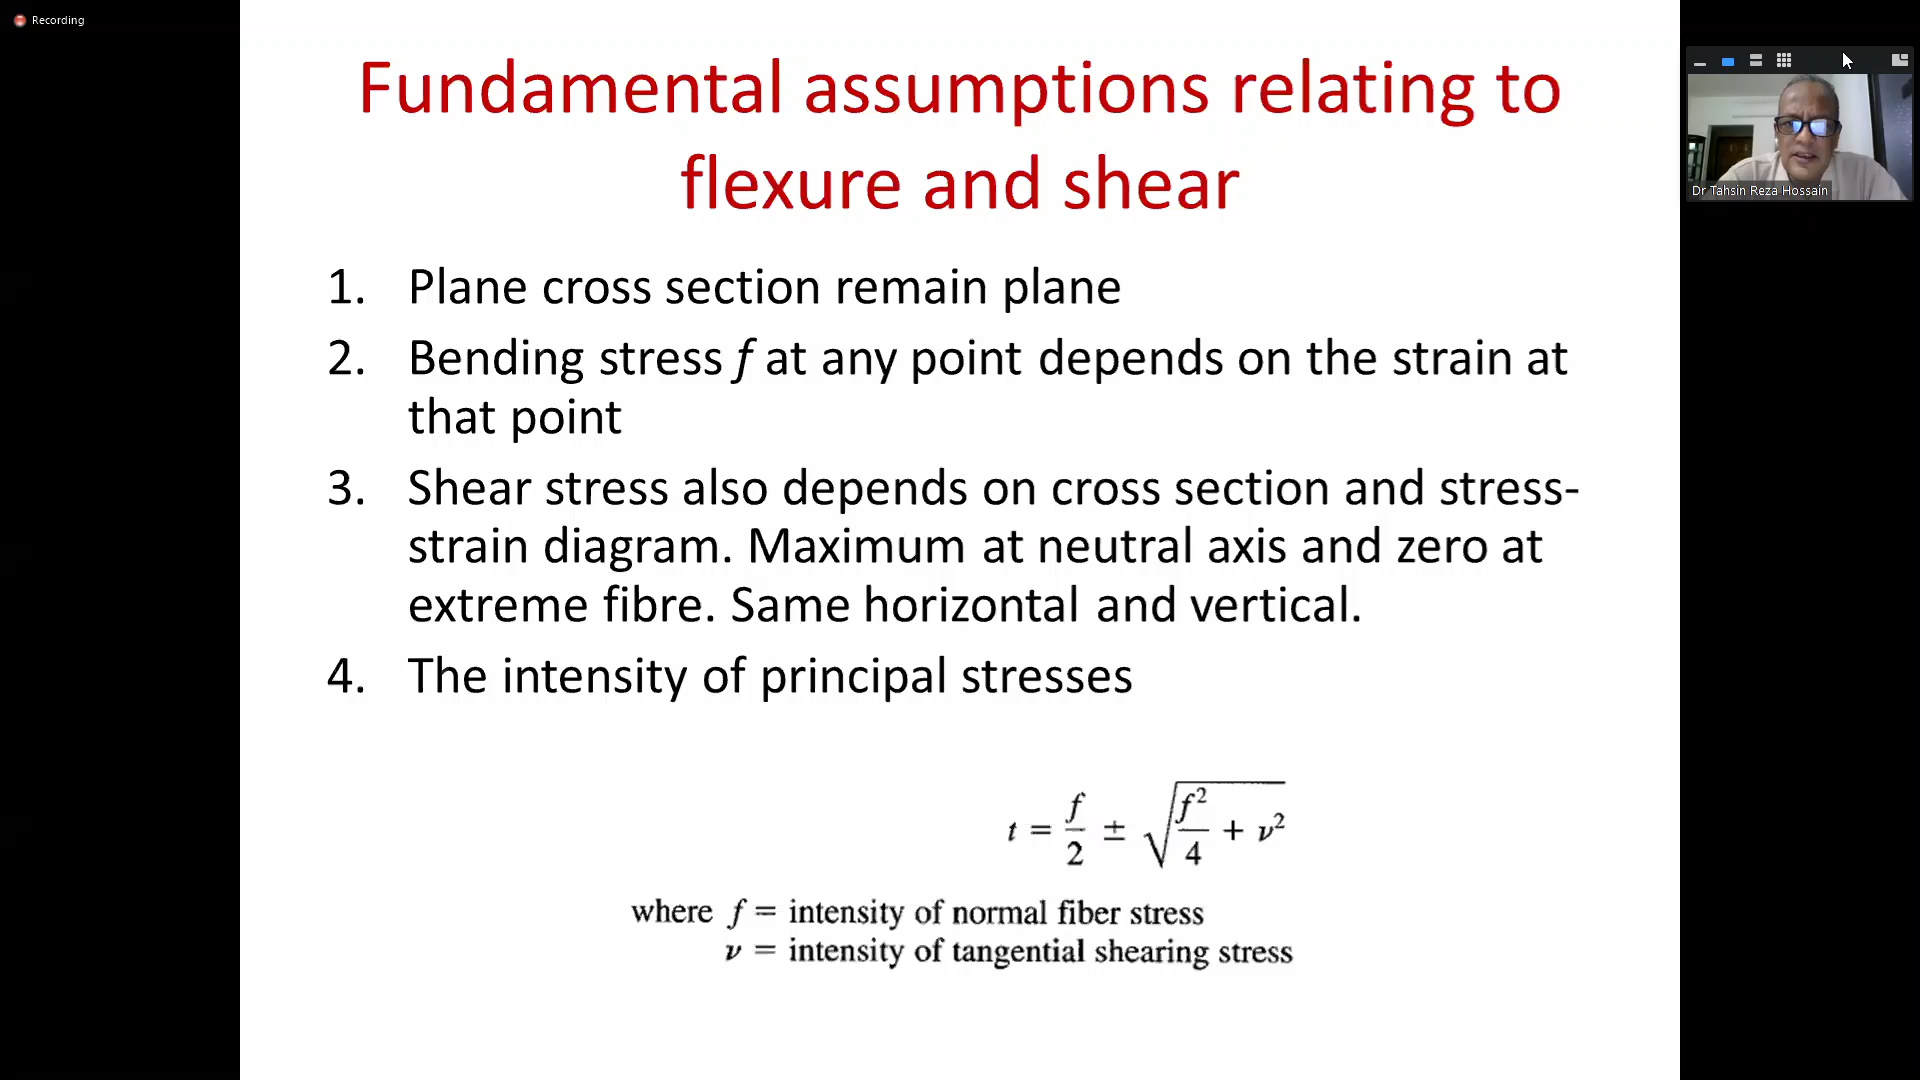 Recording
Fundamental assumptions relating to
flexure and shear
1. Plane cross section remain plane
2. Bending stress f at any point depends on the strain at
that point
3. Shear stress also depends on cross section and stress-
strain diagram. Maximum at neutral axis and zero at
extreme fibre. Same horizontal and vertical.
4. The intensity of principal stresses
t = f/2 ± √(f²/4 + ν²)
where f = intensity of normal fiber stress
ν = intensity of tangential shearing stress
Dr Tahsin Reza Hossain